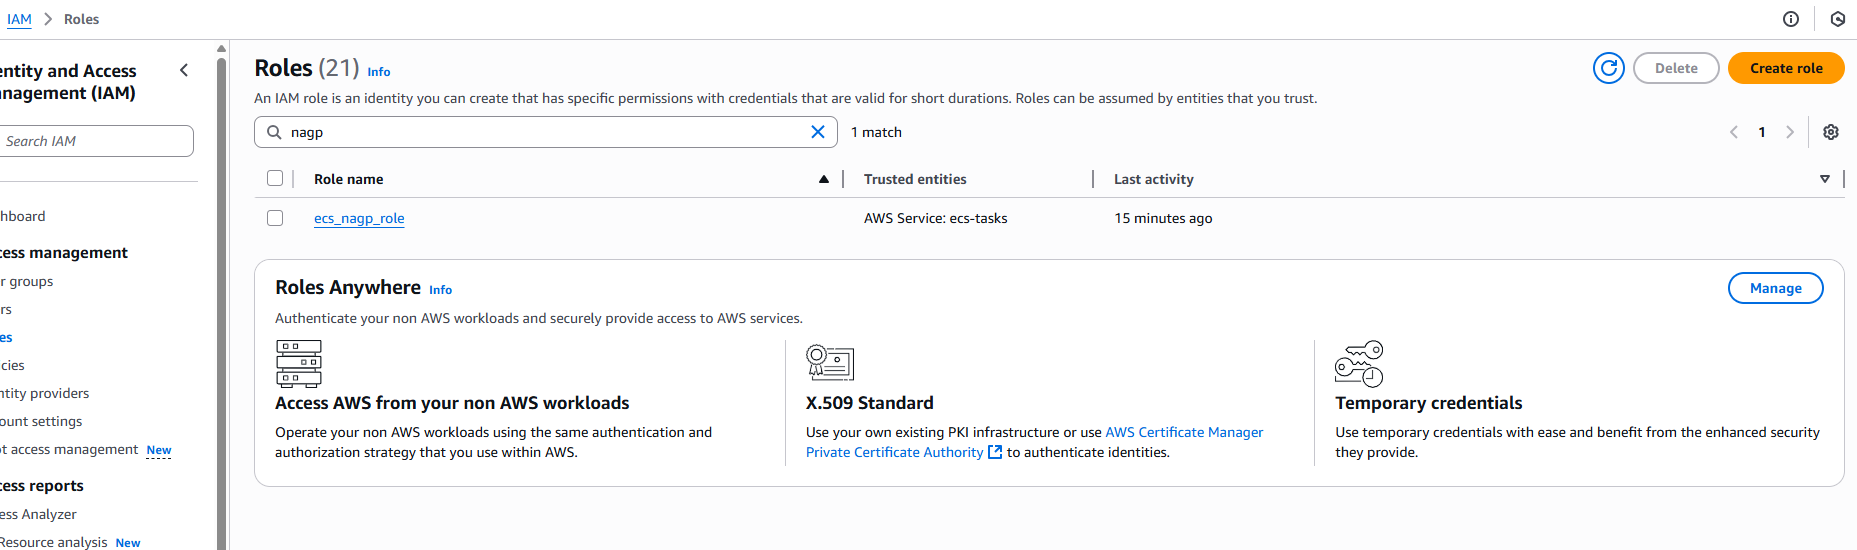 IAM > Roles
entity and Access
anagement (IAM)
Search IAM
hboard
cess management
r groups
rs
es
cies
ntity providers
ount settings
ot access management New
cess reports
ess Analyzer
Resource analysis New
Roles (21) Info
Delete
Create role
An IAM role is an identity you can create that has specific permissions with credentials that are valid for short durations. Roles can be assumed by entities that you trust.
nagp
1 match
1
Role name
Trusted entities
Last activity
ecs_nagp_role
AWS Service: ecs-tasks
15 minutes ago
Roles Anywhere Info
Manage
Authenticate your non AWS workloads and securely provide access to AWS services.
Access AWS from your non AWS workloads
Operate your non AWS workloads using the same authentication and
authorization strategy that you use within AWS.
X.509 Standard
Use your own existing PKI infrastructure or use AWS Certificate Manager
Private Certificate Authority to authenticate identities.
Temporary credentials
Use temporary credentials with ease and benefit from the enhanced security
they provide.